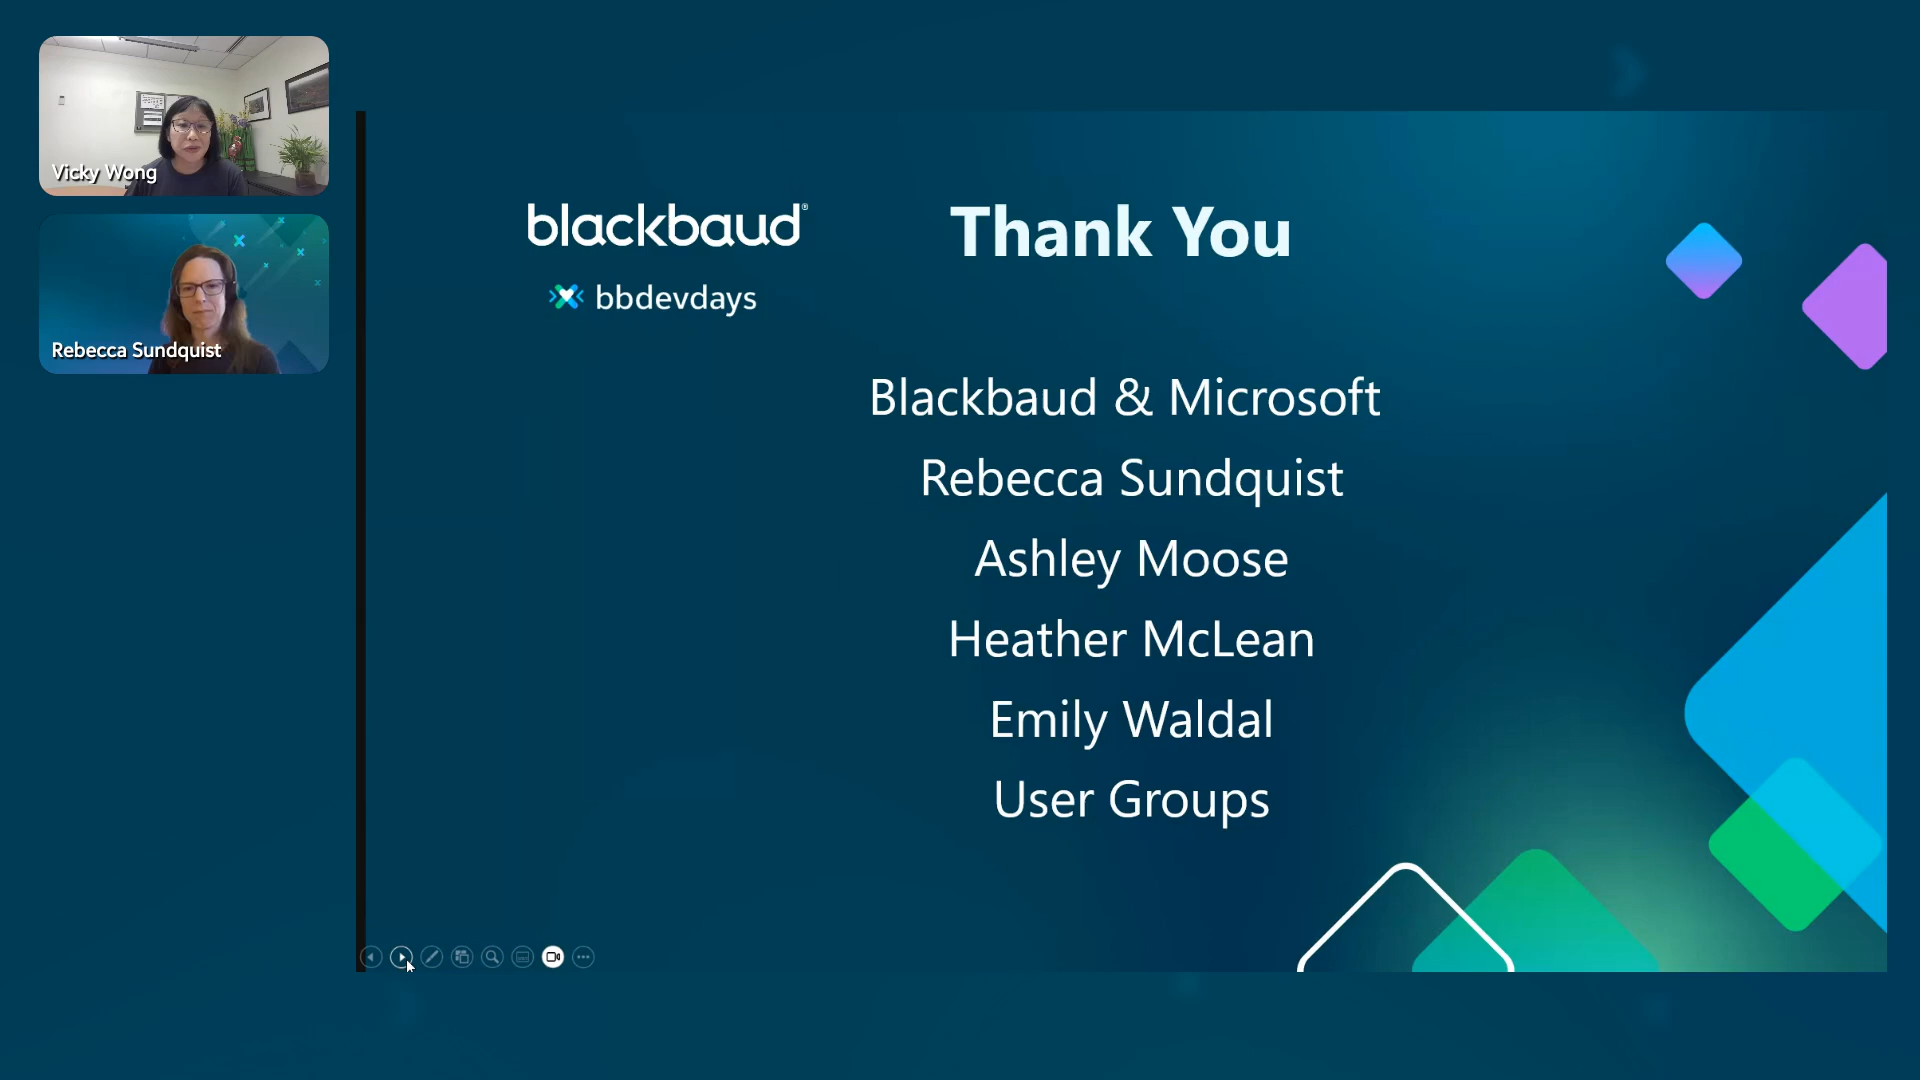 Vicky Wong
Rebecca Sundquist
blackbaud®
bbdevdays
Thank You
Blackbaud & Microsoft
Rebecca Sundquist
Ashley Moose
Heather McLean
Emily Waldal
User Groups